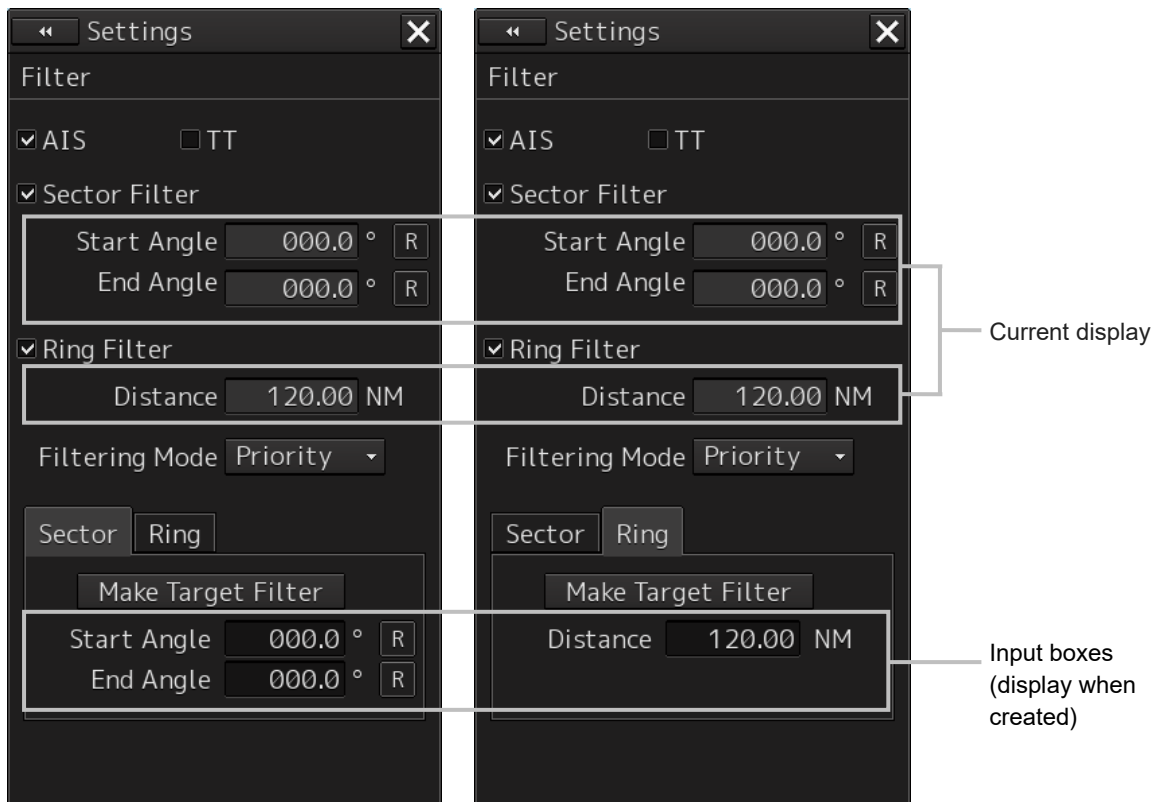 Settings
Filter
AIS TT
Sector Filter
Start Angle 000.0 ° R
End Angle 000.0 ° R
Ring Filter
Distance 120.00 NM
Filtering Mode Priority
Sector Ring
Make Target Filter
Start Angle 000.0 ° R
End Angle 000.0 ° R
Settings
Filter
AIS TT
Sector Filter
Start Angle 000.0 ° R
End Angle 000.0 ° R
Ring Filter
Distance 120.00 NM
Filtering Mode Priority
Sector Ring
Make Target Filter
Distance 120.00 NM
Current display
Input boxes
(display when
created)